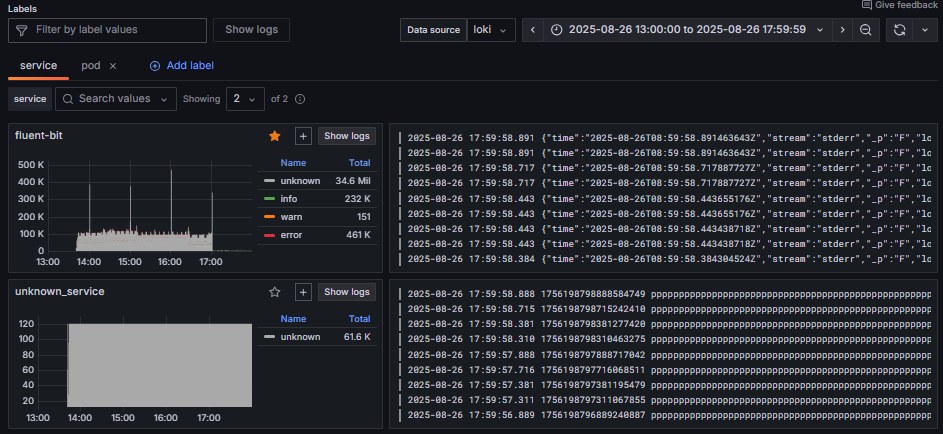 Labels
Give feedback
Filter by label values
Show logs
Data source loki
2025-08-26 13:00:00 to 2025-08-26 17:59:59
service pod Add label
service Search values Showing 2 of 2
fluent-bit
Show logs
Name Total
unknown 34.6 Mil
info 232 K
warn 151
error 461 K
500 K
400 K
300 K
200 K
100 K
0
13:00 14:00 15:00 16:00 17:00
2025-08-26 17:59:58.891 {"time":"2025-08-26T08:59:58.891463643Z","stream":"stderr","_p":"F","lo
2025-08-26 17:59:58.891 {"time":"2025-08-26T08:59:58.891463643Z","stream":"stderr","_p":"F","lo
2025-08-26 17:59:58.717 {"time":"2025-08-26T08:59:58.717887727Z","stream":"stderr","_p":"F","lo
2025-08-26 17:59:58.717 {"time":"2025-08-26T08:59:58.717887727Z","stream":"stderr","_p":"F","lo
2025-08-26 17:59:58.443 {"time":"2025-08-26T08:59:58.443655176Z","stream":"stderr","_p":"F","lo
2025-08-26 17:59:58.443 {"time":"2025-08-26T08:59:58.443655176Z","stream":"stderr","_p":"F","lo
2025-08-26 17:59:58.443 {"time":"2025-08-26T08:59:58.443438718Z","stream":"stderr","_p":"F","lo
2025-08-26 17:59:58.443 {"time":"2025-08-26T08:59:58.443438718Z","stream":"stderr","_p":"F","lo
2025-08-26 17:59:58.384 {"time":"2025-08-26T08:59:58.384304524Z","stream":"stderr","_p":"F","lo
unknown_service
Show logs
Name Total
unknown 61.6 K
120
100
80
60
40
20
13:00 14:00 15:00 16:00 17:00
2025-08-26 17:59:58.888 1756198798888584749 pppppppppppppppppppppppppppppppppppppppp
2025-08-26 17:59:58.715 1756198798715242410 pppppppppppppppppppppppppppppppppppppppp
2025-08-26 17:59:58.381 1756198798381277420 pppppppppppppppppppppppppppppppppppppppp
2025-08-26 17:59:58.310 1756198798310463275 pppppppppppppppppppppppppppppppppppppppp
2025-08-26 17:59:57.888 1756198797888717042 pppppppppppppppppppppppppppppppppppppppp
2025-08-26 17:59:57.716 1756198797716068511 pppppppppppppppppppppppppppppppppppppppp
2025-08-26 17:59:57.381 1756198797381195479 pppppppppppppppppppppppppppppppppppppppp
2025-08-26 17:59:57.311 1756198797311067855 pppppppppppppppppppppppppppppppppppppppp
2025-08-26 17:59:56.889 1756198796889240887 pppppppppppppppppppppppppppppppppppppppp